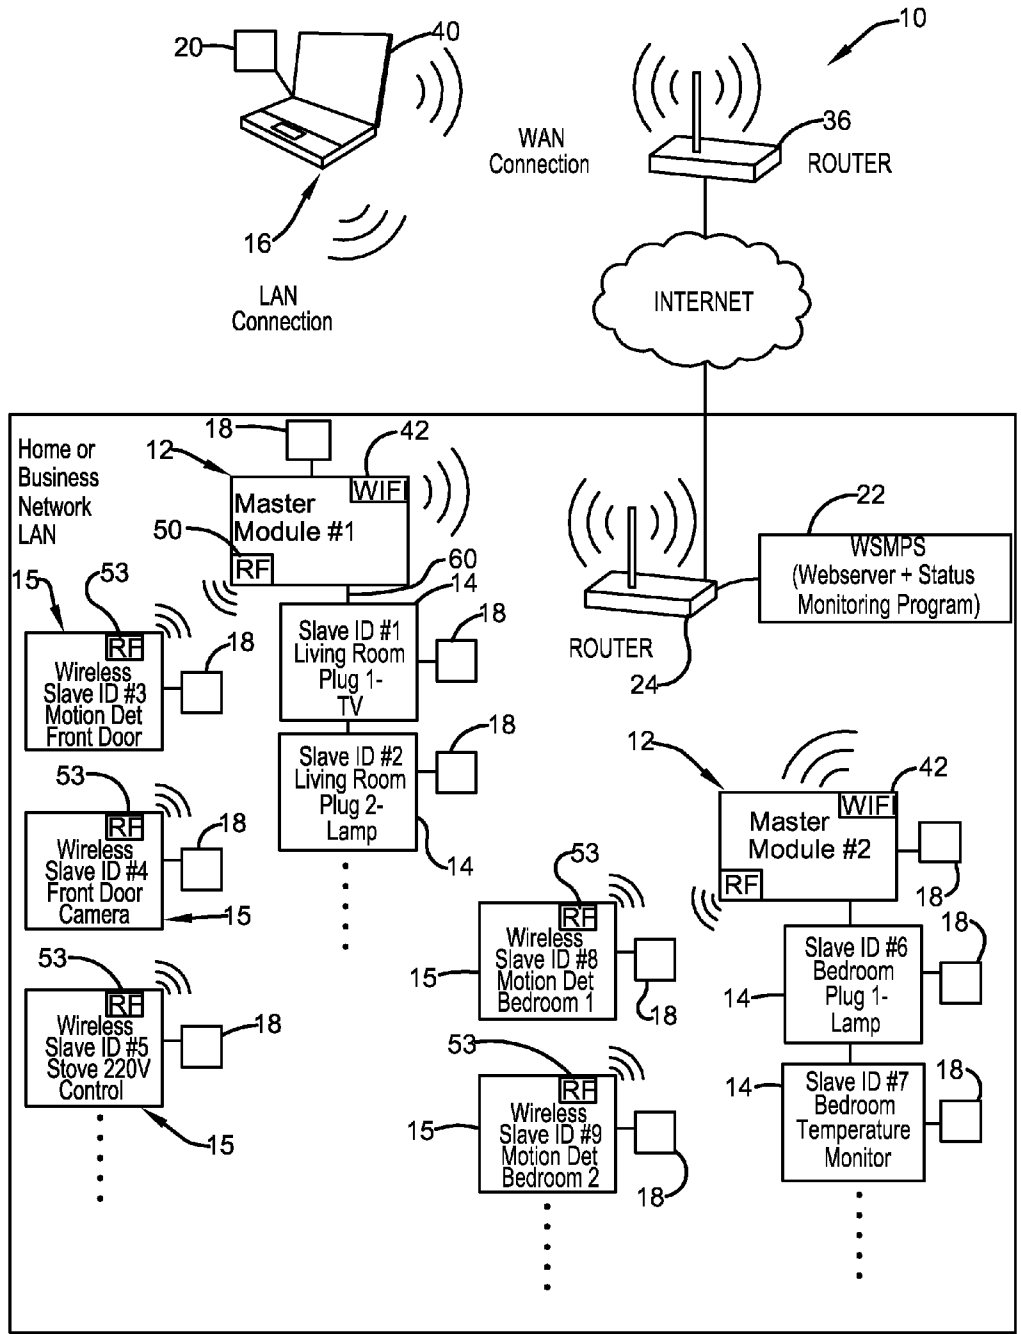 10
20
40
36
WAN
Connection
ROUTER
16
LAN
Connection
INTERNET
Home or
Business
Network
LAN
18
12
42
WIFI
Master
Module #1
50
RF
60
14
22
WSMPS
(Webserver + Status
Monitoring Program)
ROUTER
24
15
53
RF
18
Wireless
Slave ID #3
Motion Det
Front Door
Slave ID #1
Living Room
Plug 1-
TV
18
Slave ID #2
Living Room
Plug 2-
Lamp
18
14
53
RF
18
Wireless
Slave ID #4
Front Door
Camera
15
53
RF
18
Wireless
Slave ID #5
Stove 220V
Control
15
12
42
WIFI
Master
Module #2
RF
18
53
RF
Wireless
Slave ID #8
Motion Det
Bedroom 1
15
18
Slave ID #6
Bedroom
Plug 1-
Lamp
14
18
53
RF
Wireless
Slave ID #9
Motion Det
Bedroom 2
15
18
14
Slave ID #7
Bedroom
Temperature
Monitor
18